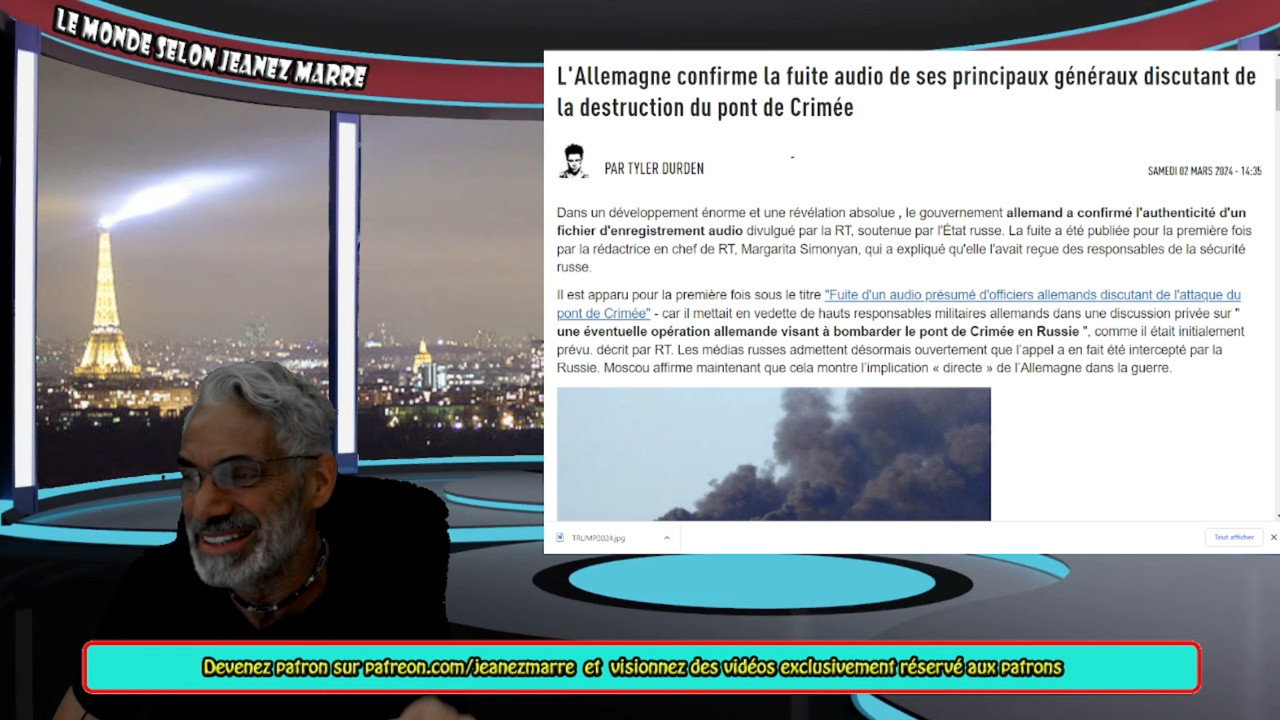 LE MONDE SELON JEANEZ MARRE
L'Allemagne confirme la fuite audio de ses principaux généraux discutant de
la destruction du pont de Crimée
PAR TYLER DURDEN
SAMEDI 02 MARS 2024 - 14:35
Dans un développement énorme et une révélation absolue , le gouvernement allemand a confirmé l'authenticité d'un
fichier d'enregistrement audio divulgué par la RT, soutenue par l'État russe. La fuite a été publiée pour la première fois
par la rédactrice en chef de RT, Margarita Simonyan, qui a expliqué qu'elle l'avait reçue des responsables de la sécurité
russe.
Il est apparu pour la première fois sous le titre "Fuite d'un audio présumé d'officiers allemands discutant de l'attaque du
pont de Crimée" - car il mettait en vedette de hauts responsables militaires allemands dans une discussion privée sur "
une éventuelle opération allemande visant à bombarder le pont de Crimée en Russie ", comme il était initialement
prévu. décrit par RT. Les médias russes admettent désormais ouvertement que l'appel a en fait été intercepté par la
Russie. Moscou affirme maintenant que cela montre l'implication « directe » de l'Allemagne dans la guerre.
TRUMP2024.jpg
Tout afficher
Devenez patron sur patreon.com/jeanezmarre et visionnez des vidéos exclusivement réservé aux patrons